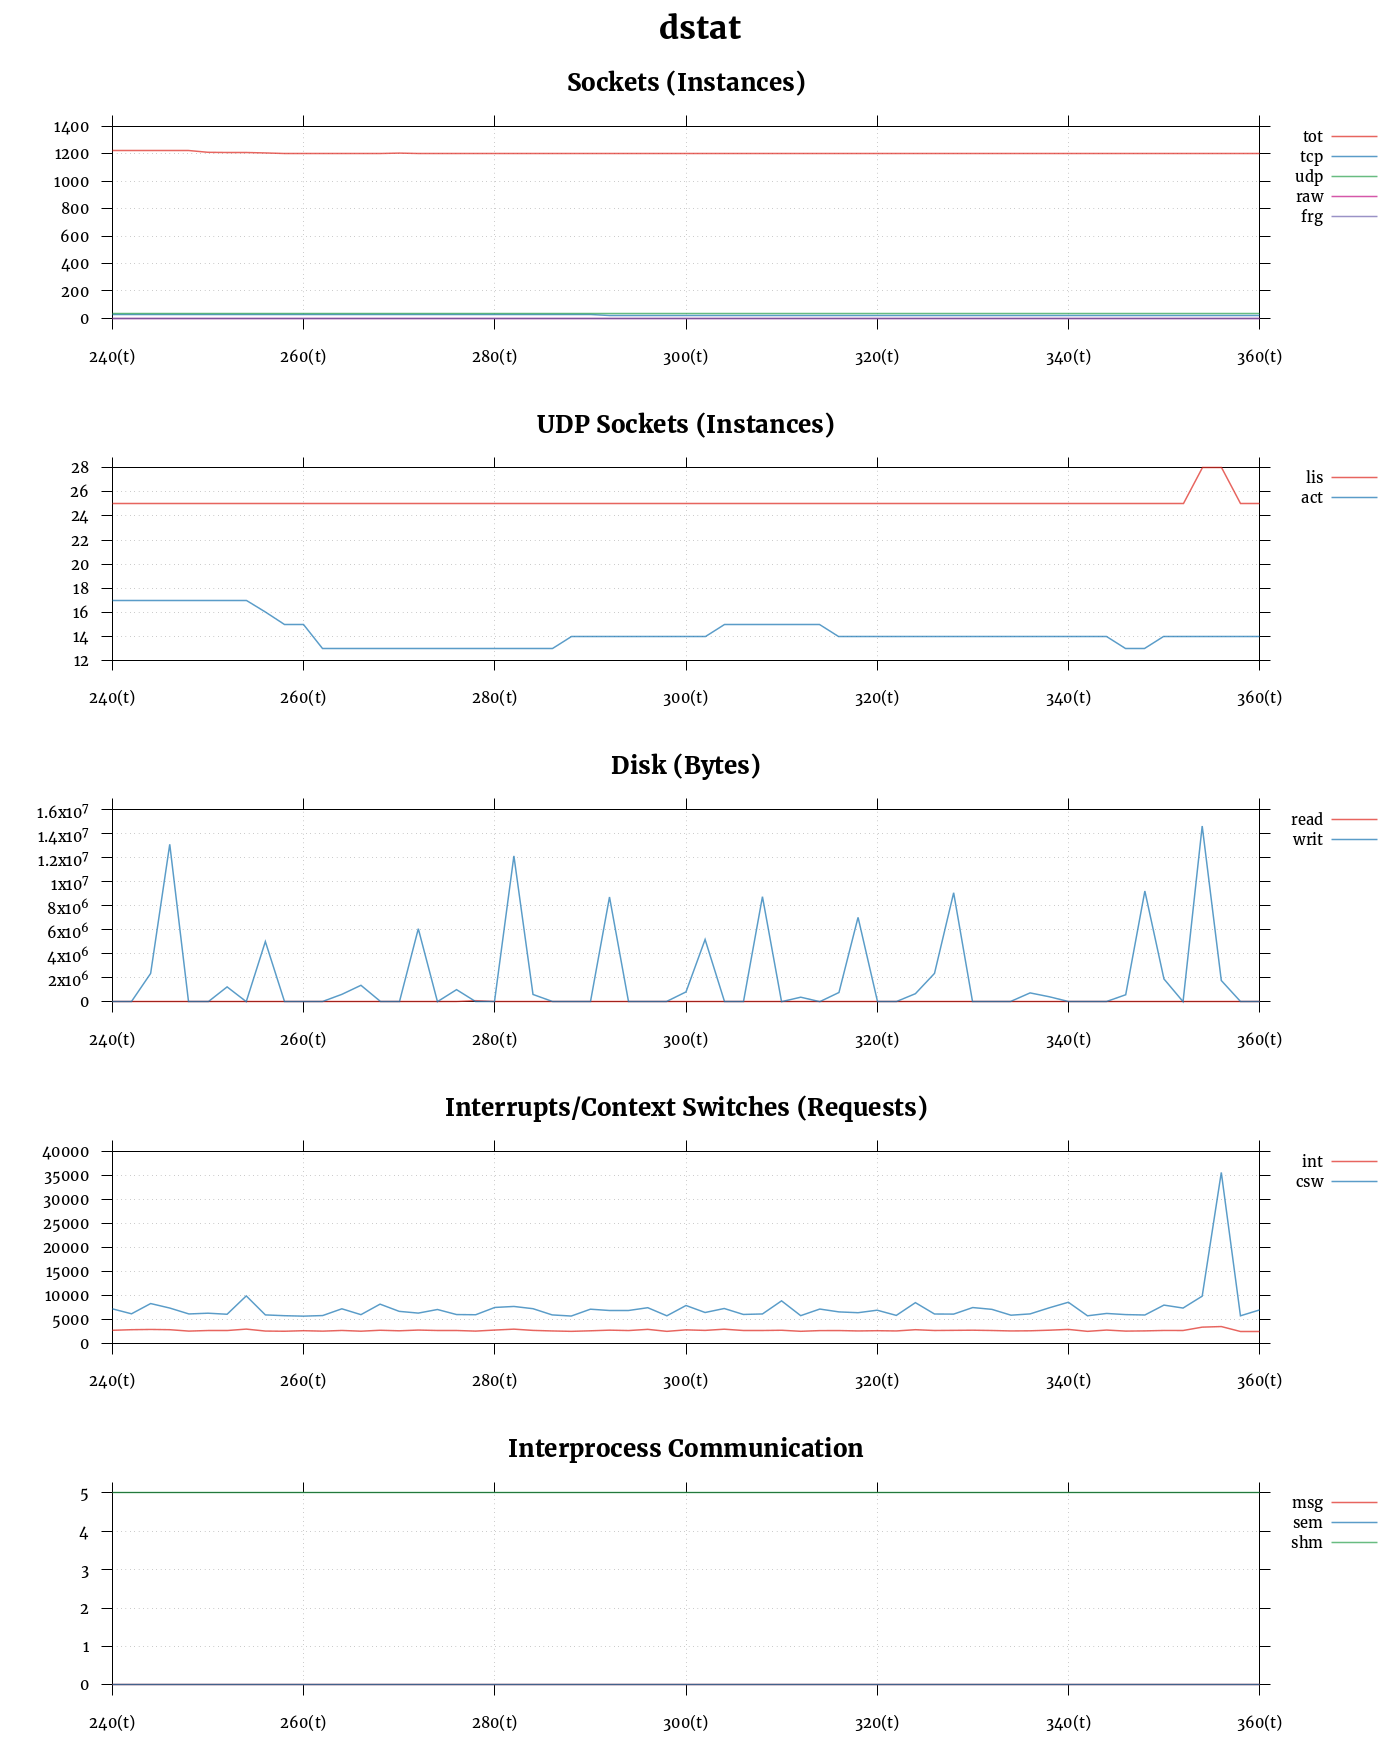 dstat
Sockets (Instances)
1400
1200
1000
800
600
400
200
0
240(t) 260(t) 280(t) 300(t) 320(t) 340(t) 360(t)
tot
tcp
udp
raw
frg
UDP Sockets (Instances)
28
26
24
22
20
18
16
14
12
240(t) 260(t) 280(t) 300(t) 320(t) 340(t) 360(t)
lis
act
Disk (Bytes)
1.6x10⁷
1.4x10⁷
1.2x10⁷
1x10⁷
8x10⁶
6x10⁶
4x10⁶
2x10⁶
0
240(t) 260(t) 280(t) 300(t) 320(t) 340(t) 360(t)
read
writ
Interrupts/Context Switches (Requests)
40000
35000
30000
25000
20000
15000
10000
5000
0
240(t) 260(t) 280(t) 300(t) 320(t) 340(t) 360(t)
int
csw
Interprocess Communication
5
4
3
2
1
0
240(t) 260(t) 280(t) 300(t) 320(t) 340(t) 360(t)
msg
sem
shm